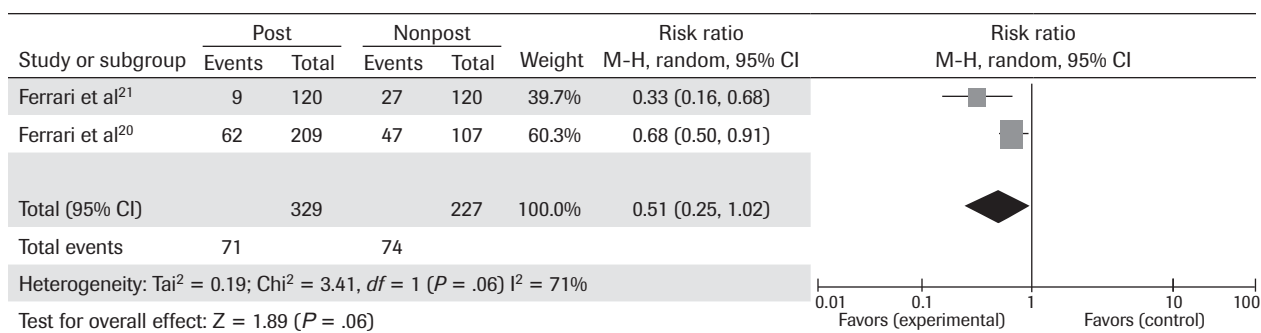 Post Nonpost Risk ratio Risk ratio
Study or subgroup Events Total Events Total Weight M-H, random, 95% CI M-H, random, 95% CI
Ferrari et al21 9 120 27 120 39.7% 0.33 (0.16, 0.68)
Ferrari et al20 62 209 47 107 60.3% 0.68 (0.50, 0.91)
Total (95% CI) 329 227 100.0% 0.51 (0.25, 1.02)
Total events 71 74
Heterogeneity: Tai2 = 0.19; Chi2 = 3.41, df = 1 (P = .06) I2 = 71%
0.01 0.1 1 10 100
Test for overall effect: Z = 1.89 (P = .06) Favors (experimental) Favors (control)